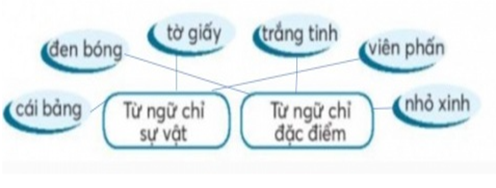 tờ giấy
trắng tinh
đen bóng
viên phấn
cái bảng
Từ ngữ chỉ
sự vật
Từ ngữ chỉ
đặc điểm
nhỏ xinh